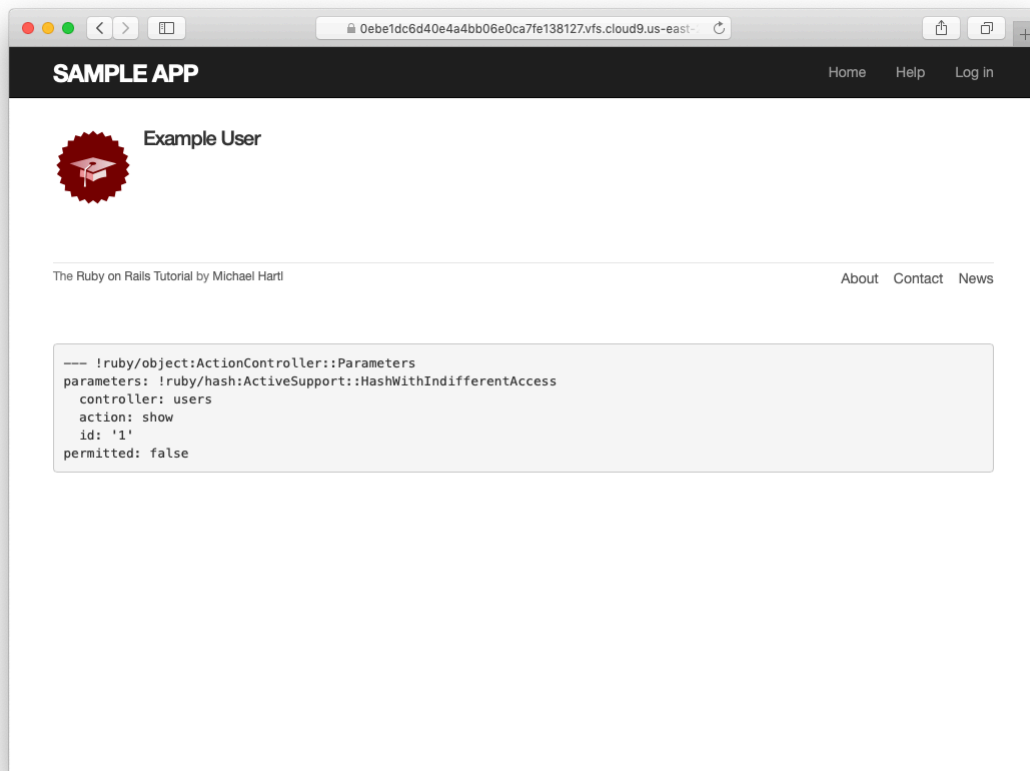 0ebe1dc6d40e4a4bb06e0ca7fe138127.vfs.cloud9.us-east-
SAMPLE APP
Home Help Log in
Example User
The Ruby on Rails Tutorial by Michael Hartl
About Contact News
--- !ruby/object:ActionController::Parameters
parameters: !ruby/hash:ActiveSupport::HashWithIndifferentAccess
  controller: users
  action: show
  id: '1'
permitted: false